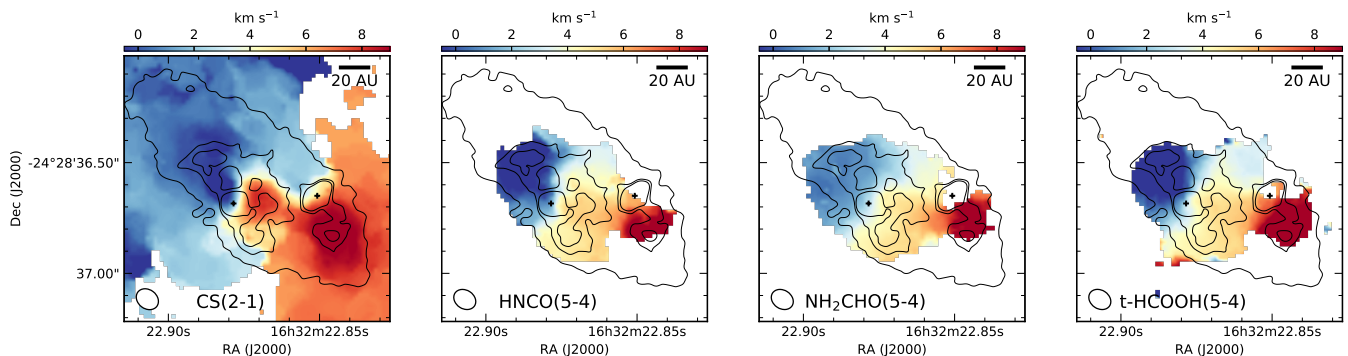 km s⁻¹
0 2 4 6 8
20 AU
Dec (J2000)
-24°28'36.50"
37.00"
CS(2-1)
22.90s 16h32m22.85s
RA (J2000)
km s⁻¹
0 2 4 6 8
20 AU
HNCO(5-4)
22.90s 16h32m22.85s
RA (J2000)
km s⁻¹
0 2 4 6 8
20 AU
NH₂CHO(5-4)
22.90s 16h32m22.85s
RA (J2000)
km s⁻¹
0 2 4 6 8
20 AU
t-HCOOH(5-4)
22.90s 16h32m22.85s
RA (J2000)